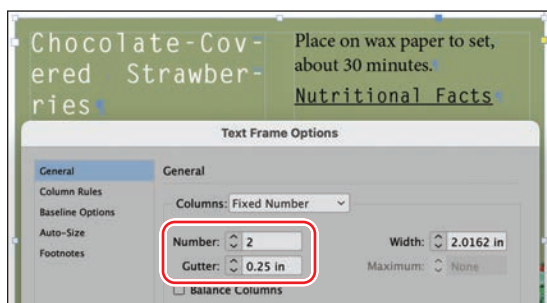 Chocolate-Cov-
ered Strawber-
ries
Place on wax paper to set,
about 30 minutes.
Nutritional Facts
Text Frame Options
General
Column Rules
Baseline Options
Auto-Size
Footnotes
General
Columns: Fixed Number
Number: 2
Width: 2.0162 in
Gutter: 0.25 in
Maximum: None
Balance Columns